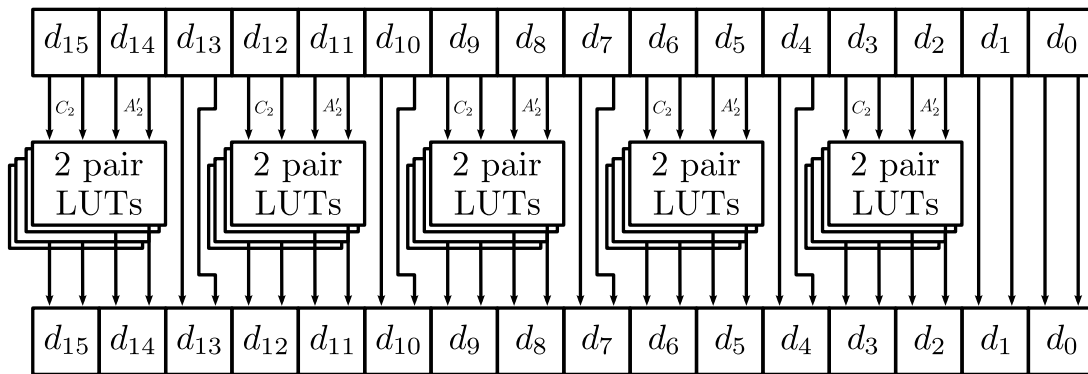 d₁₅ d₁₄ d₁₃ d₁₂ d₁₁ d₁₀ d₉ d₈ d₇ d₆ d₅ d₄ d₃ d₂ d₁ d₀
C₂ A′₂ C₂ A′₂ C₂ A′₂ C₂ A′₂ C₂ A′₂
2 pair 2 pair 2 pair 2 pair 2 pair
LUTs LUTs LUTs LUTs LUTs
d₁₅ d₁₄ d₁₃ d₁₂ d₁₁ d₁₀ d₉ d₈ d₇ d₆ d₅ d₄ d₃ d₂ d₁ d₀